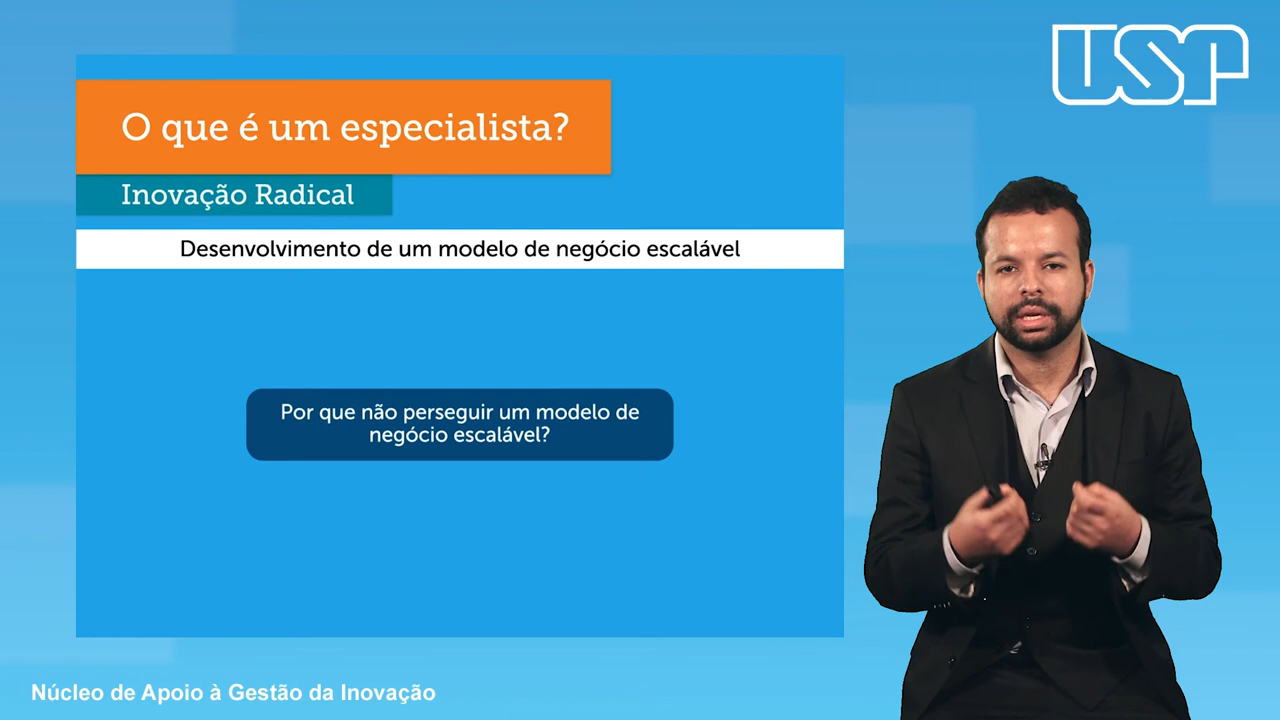 USP
O que é um especialista?
Inovação Radical
Desenvolvimento de um modelo de negócio escalável
Por que não perseguir um modelo de
negócio escalável?
Núcleo de Apoio à Gestão da Inovação